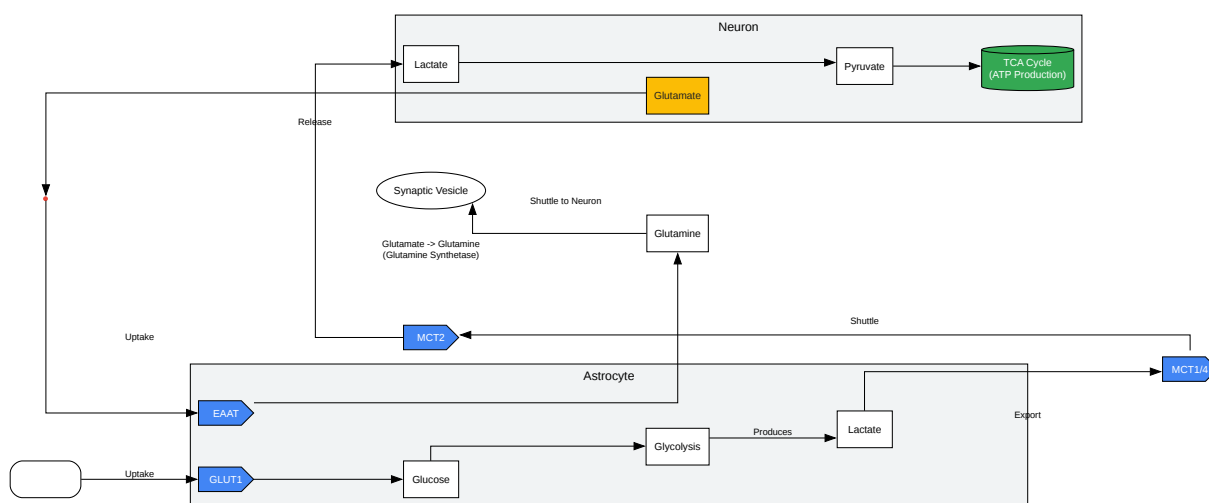 Neuron
Lactate
Pyruvate
TCA Cycle
(ATP Production)
Glutamate
Release
Synaptic Vesicle
Shuttle to Neuron
Glutamine
Glutamate -> Glutamine
(Glutamine Synthetase)
Uptake
MCT2
Shuttle
MCT1/4
Astrocyte
EAAT
Export
Lactate
Produces
Glycolysis
Uptake
GLUT1
Glucose